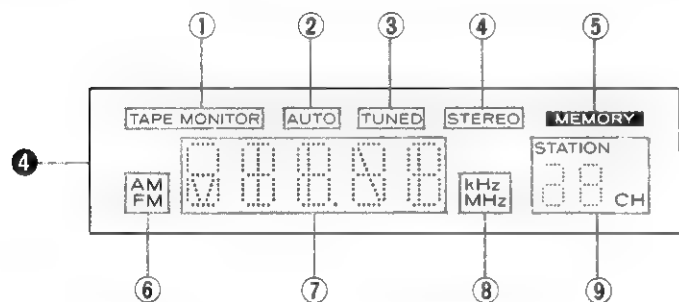 ① ② ③ ④ ⑤
TAPE MONITOR AUTO TUNED STEREO MEMORY
❹
STATION
AM
FM
kHz
MHz
CH
⑥ ⑦ ⑧ ⑨